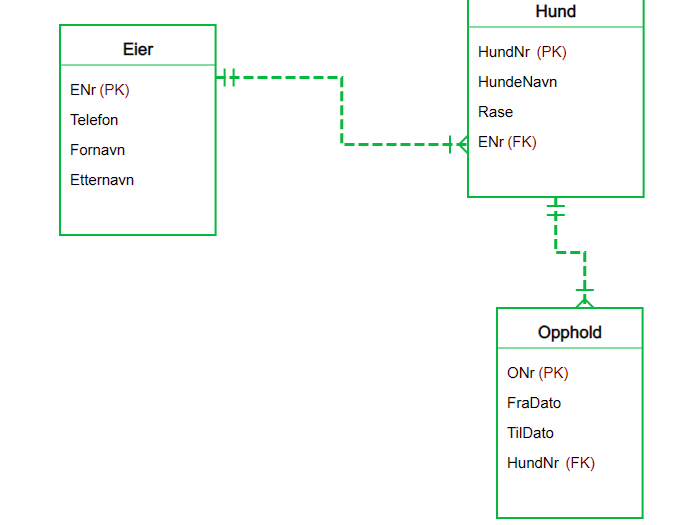 Eier
ENr (PK)
Telefon
Fornavn
Etternavn
Hund
HundNr (PK)
HundeNavn
Rase
ENr (FK)
Opphold
ONr (PK)
FraDato
TilDato
HundNr (FK)